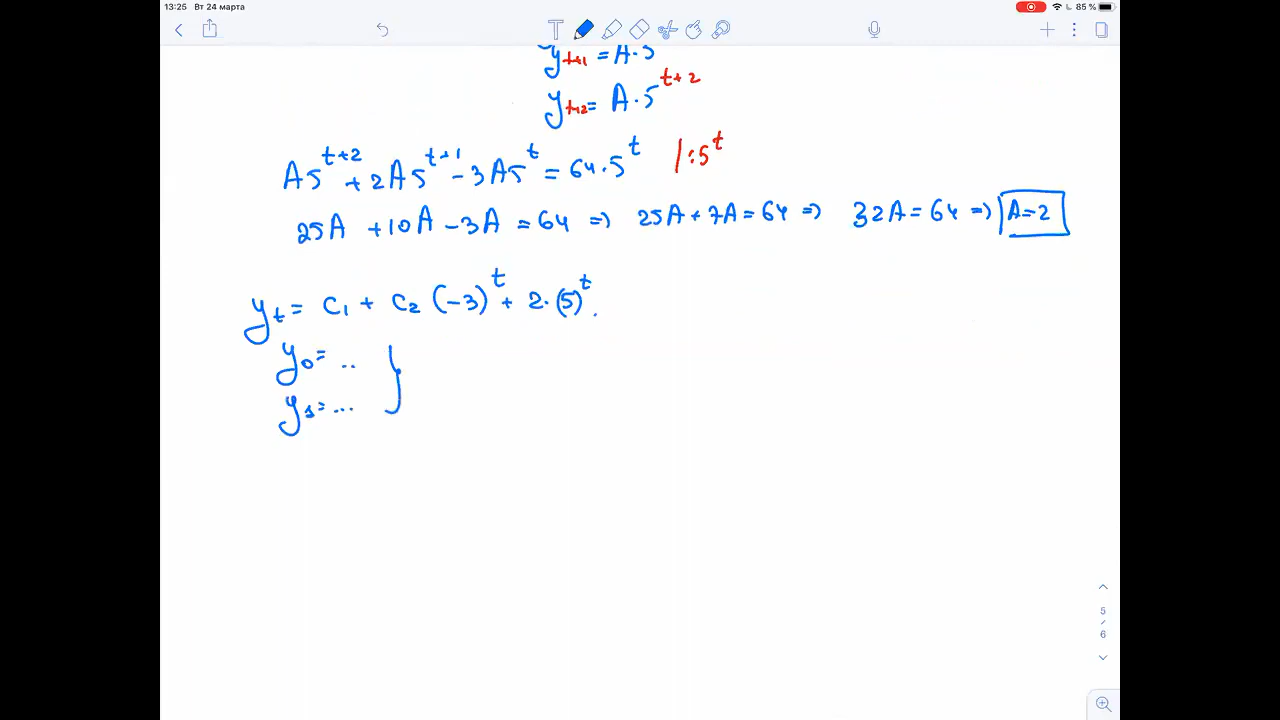 13:25 Вт 24 марта 85 %
y_{t+1} = A·5
y_{t+2} = A·5^{t+2}
A5^{t+2} + 2A5^{t+1} - 3A5^t = 64·5^t |:5^t
25A + 10A - 3A = 64 => 25A + 7A = 64 => 32A = 64 => A=2
y_t = C_1 + C_2 (-3)^t + 2·(5)^t.
y_0 = ..
y_1 = ...
5
6